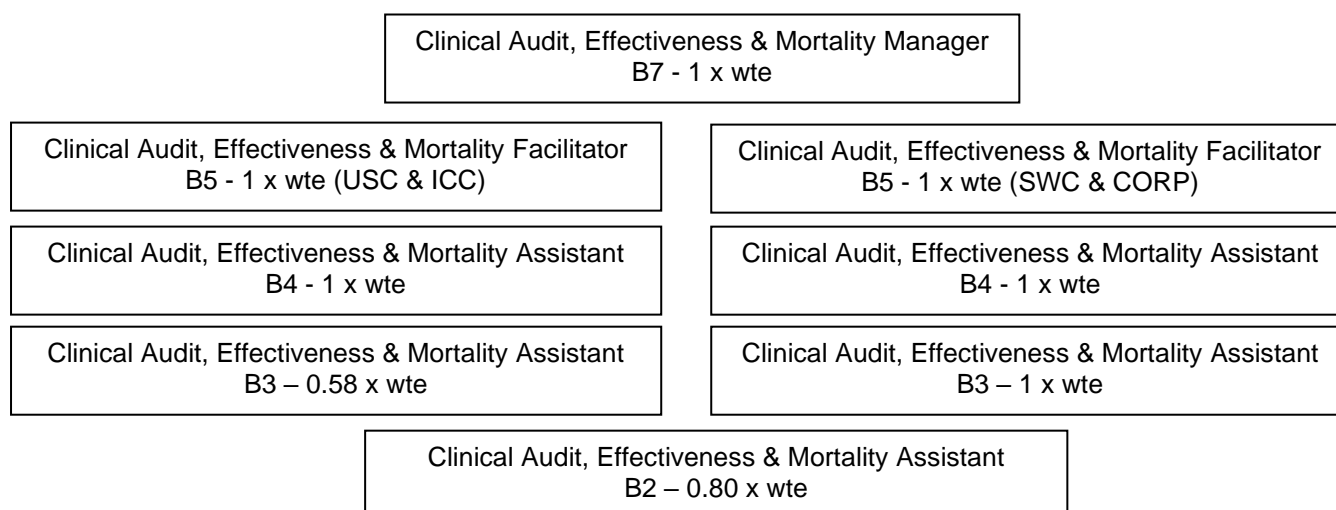 Clinical Audit, Effectiveness & Mortality Manager
B7 - 1 x wte
Clinical Audit, Effectiveness & Mortality Facilitator
B5 - 1 x wte (USC & ICC)
Clinical Audit, Effectiveness & Mortality Facilitator
B5 - 1 x wte (SWC & CORP)
Clinical Audit, Effectiveness & Mortality Assistant
B4 - 1 x wte
Clinical Audit, Effectiveness & Mortality Assistant
B4 - 1 x wte
Clinical Audit, Effectiveness & Mortality Assistant
B3 – 0.58 x wte
Clinical Audit, Effectiveness & Mortality Assistant
B3 – 1 x wte
Clinical Audit, Effectiveness & Mortality Assistant
B2 – 0.80 x wte